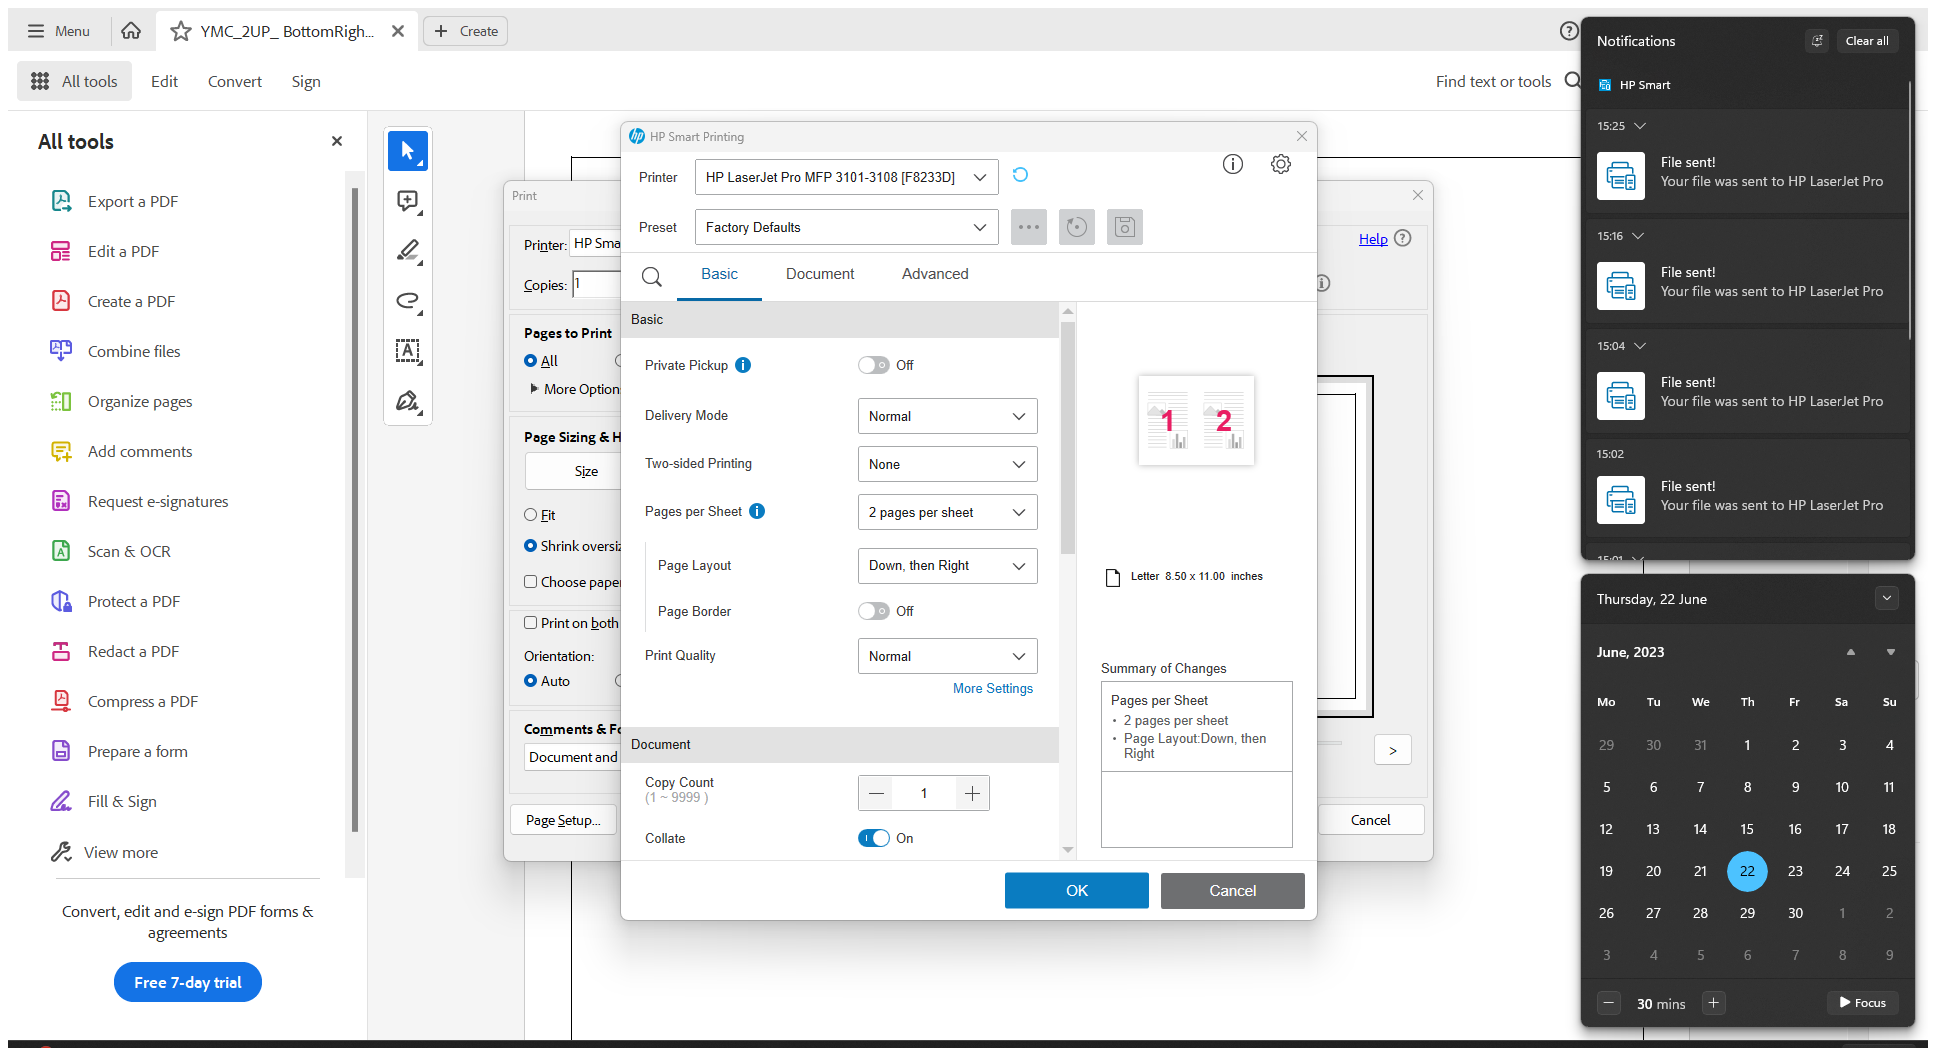 Menu
YMC_2UP_ BottomRigh...
Create
All tools
Edit
Convert
Sign
Find text or tools
All tools
Export a PDF
Edit a PDF
Create a PDF
Combine files
Organize pages
Add comments
Request e-signatures
Scan & OCR
Protect a PDF
Redact a PDF
Compress a PDF
Prepare a form
Fill & Sign
View more
Convert, edit and e-sign PDF forms &
agreements
Free 7-day trial
Print
Printer:
HP Sma
Copies:
1
Help
Pages to Print
All
More Option
Page Sizing & H
Size
Fit
Shrink oversiz
Choose pape
Print on both
Orientation:
Auto
Comments & Fo
Document and
Page Setup...
>
Cancel
HP Smart Printing
Printer
HP LaserJet Pro MFP 3101-3108 [F8233D]
Preset
Factory Defaults
Basic
Document
Advanced
Basic
Private Pickup
Off
Delivery Mode
Normal
Two-sided Printing
None
Pages per Sheet
2 pages per sheet
Page Layout
Down, then Right
Page Border
Off
Print Quality
Normal
More Settings
Document
Copy Count
(1 ~ 9999 )
1
Collate
On
1 2
Letter 8.50 x 11.00 inches
Summary of Changes
Pages per Sheet
• 2 pages per sheet
• Page Layout:Down, then
Right
OK
Cancel
Notifications
Clear all
HP Smart
15:25
File sent!
Your file was sent to HP LaserJet Pro
15:16
File sent!
Your file was sent to HP LaserJet Pro
15:04
File sent!
Your file was sent to HP LaserJet Pro
15:02
File sent!
Your file was sent to HP LaserJet Pro
15:01
Thursday, 22 June
June, 2023
Mo Tu We Th Fr Sa Su
29 30 31 1 2 3 4
5 6 7 8 9 10 11
12 13 14 15 16 17 18
19 20 21 22 23 24 25
26 27 28 29 30 1 2
3 4 5 6 7 8 9
30 mins
Focus